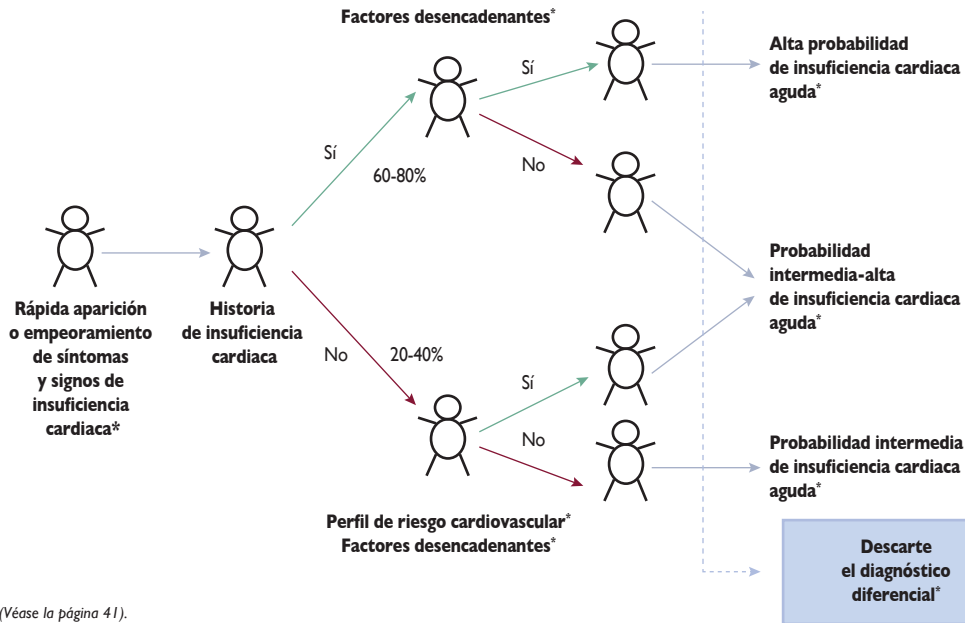 Factores desencadenantes*
Sí
Alta probabilidad
de insuficiencia cardiaca
aguda*
Sí
60-80%
No
Rápida aparición
o empeoramiento
de síntomas
y signos de
insuficiencia
cardiaca*
Historia
de insuficiencia
cardiaca
Probabilidad
intermedia-alta
de insuficiencia cardiaca
aguda*
No
20-40%
Sí
No
Probabilidad intermedia
de insuficiencia cardiaca
aguda*
Perfil de riesgo cardiovascular*
Factores desencadenantes*
Descarte
el diagnóstico
diferencial*
(Véase la página 41).